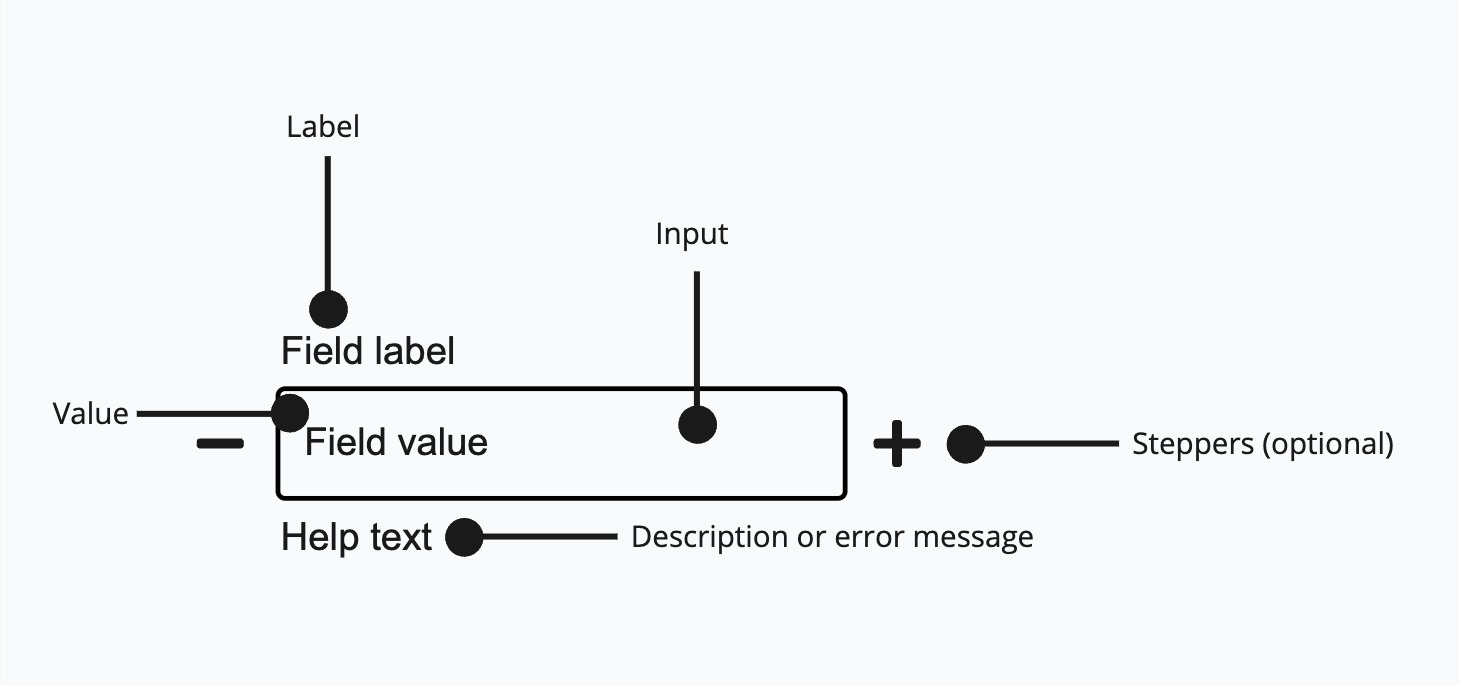 Label
Input
Field label
Value
Field value
Steppers (optional)
Help text
Description or error message